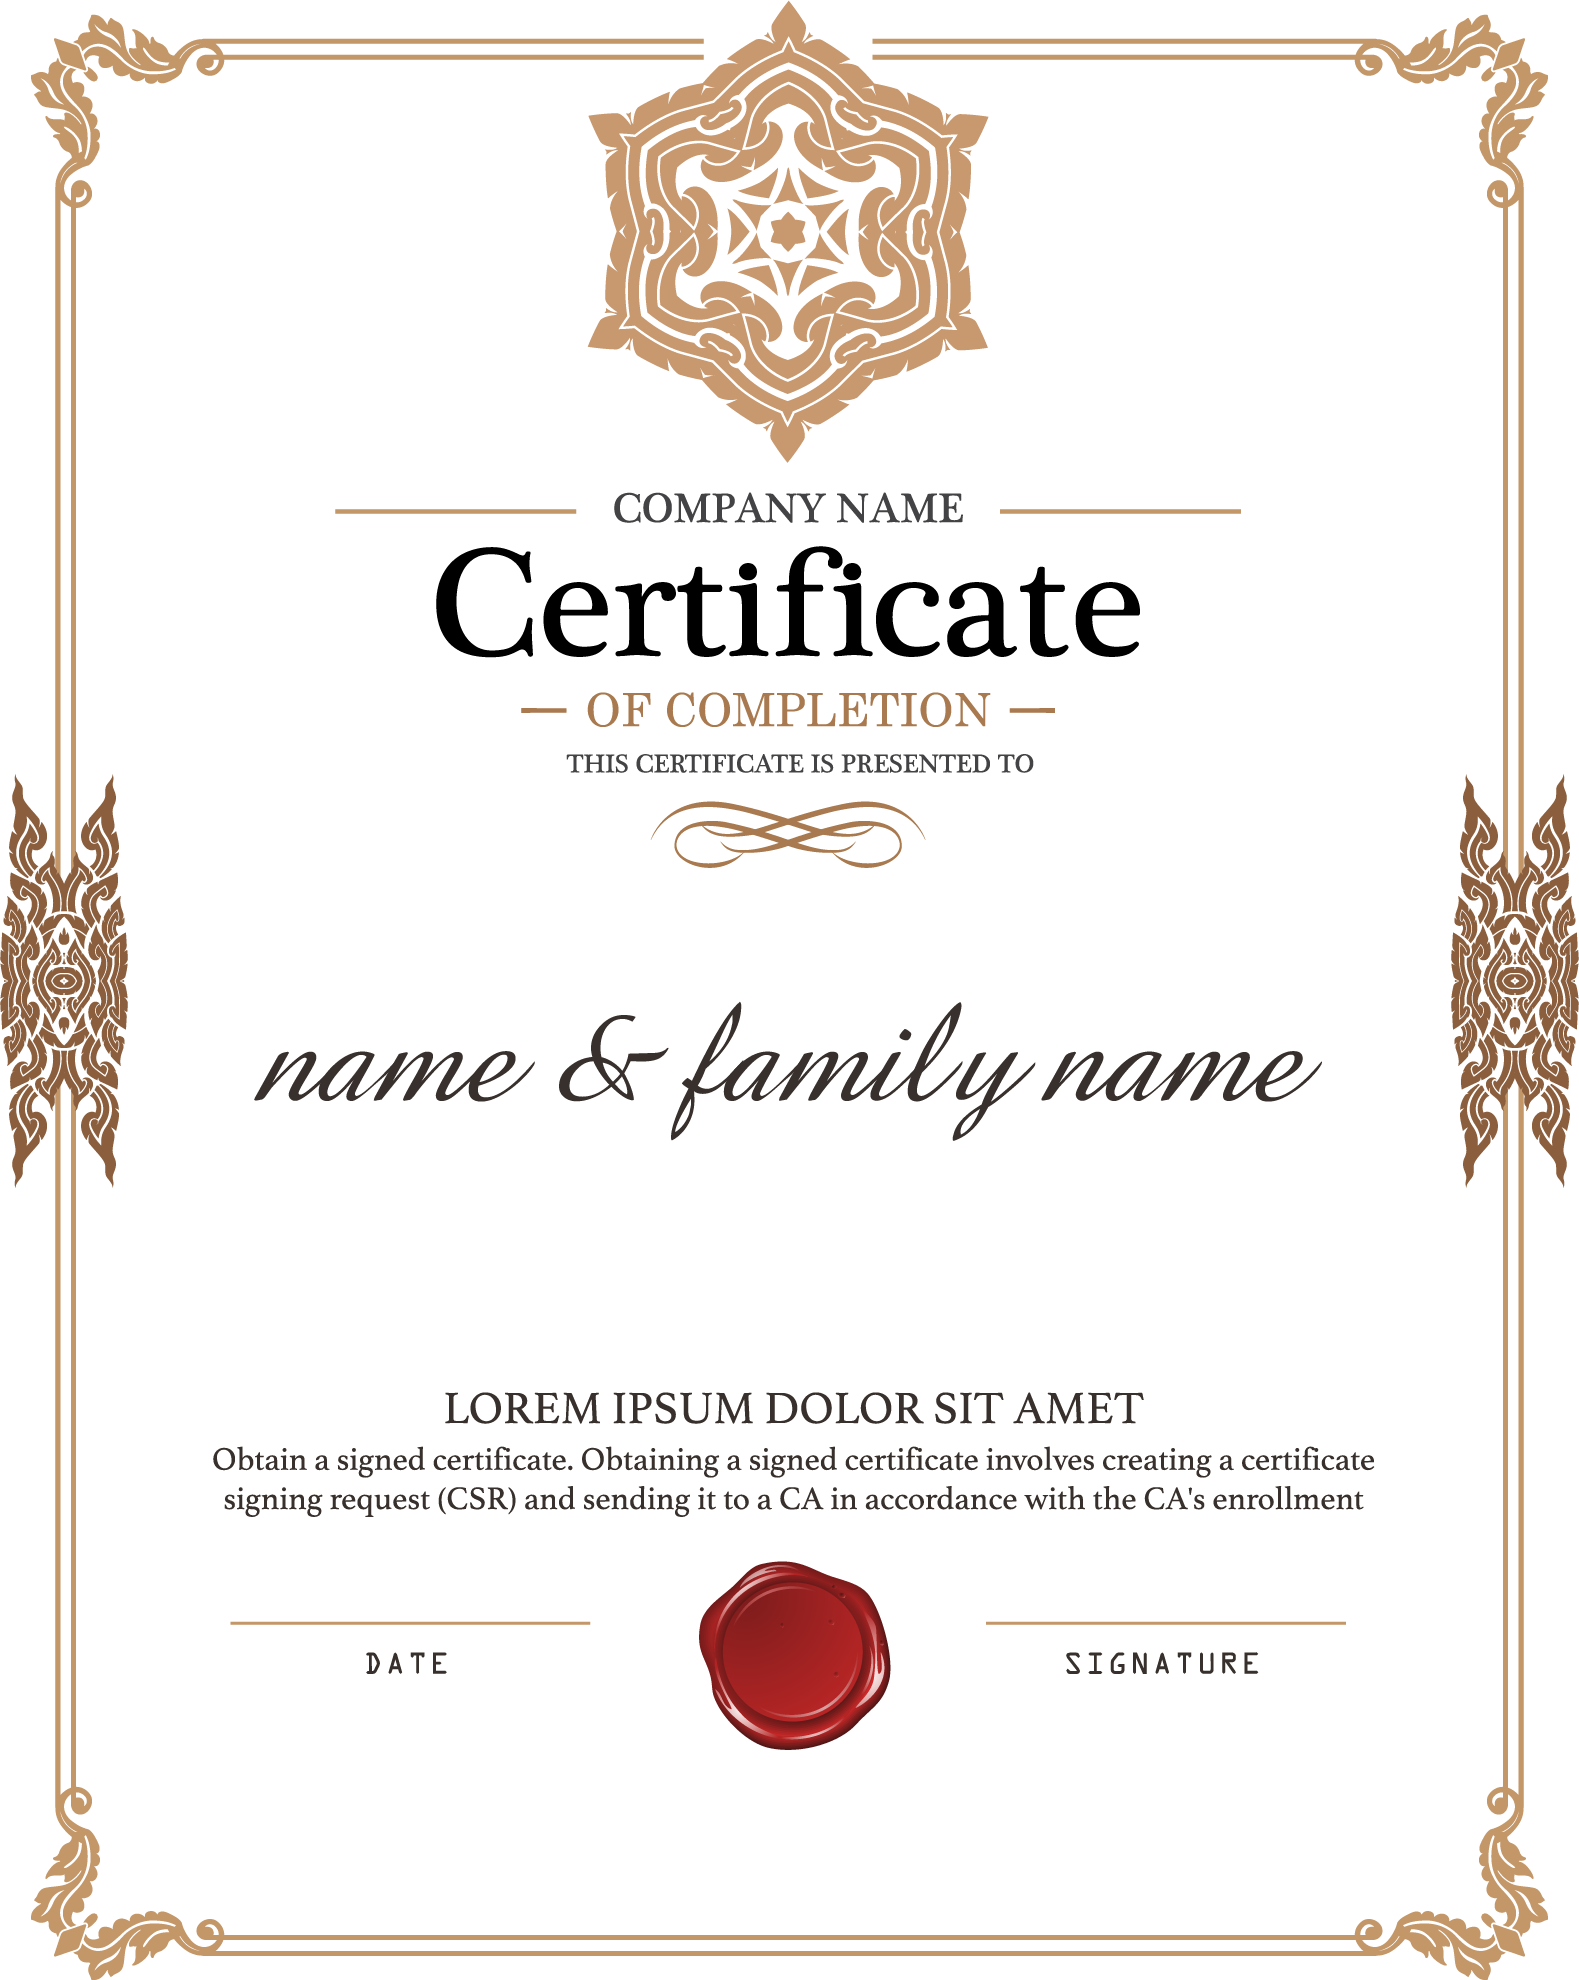 COMPANY NAME
Certificate
OF COMPLETION
THIS CERTIFICATE IS PRESENTED TO
name & family name
LOREM IPSUM DOLOR SIT AMET
Obtain a signed certificate. Obtaining a signed certificate involves creating a certificate
signing request (CSR) and sending it to a CA in accordance with the CA's enrollment
DATE
SIGNATURE